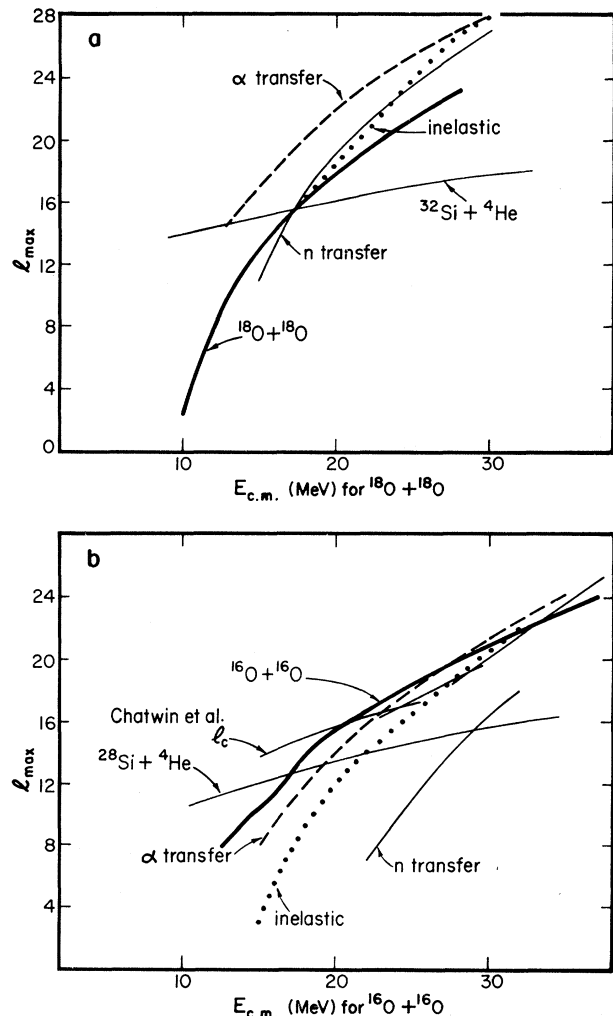 a
28
24
20
16
12
8
4
0
ℓmax
α transfer
inelastic
³²Si + ⁴He
n transfer
¹⁸O + ¹⁸O
10 20 30
E c.m. (MeV) for ¹⁸O + ¹⁸O
b
24
20
16
12
8
4
ℓmax
¹⁶O + ¹⁶O
Chatwin et al.
ℓc
²⁸Si + ⁴He
α transfer
inelastic
n transfer
10 20 30
E c.m. (MeV) for ¹⁶O + ¹⁶O